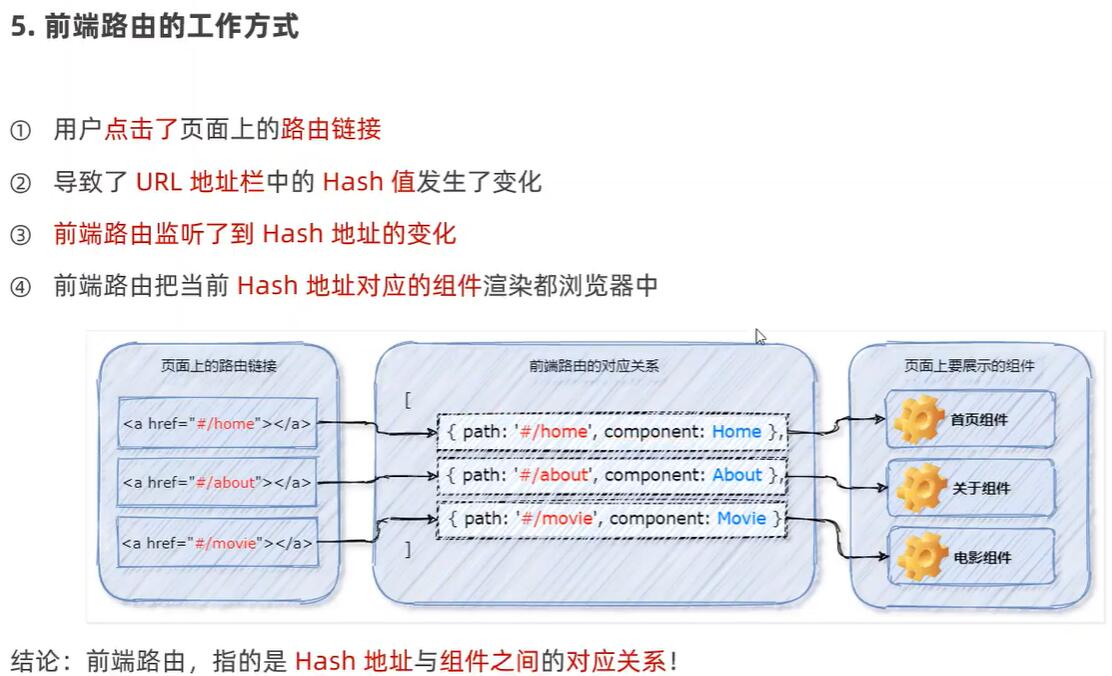 5. 前端路由的工作方式
① 用户点击了页面上的路由链接
② 导致了 URL 地址栏中的 Hash 值发生了变化
③ 前端路由监听了到 Hash 地址的变化
④ 前端路由把当前 Hash 地址对应的组件渲染都浏览器中
页面上的路由链接
<a href="#/home"></a>
<a href="#/about"></a>
<a href="#/movie"></a>
前端路由的对应关系
[
{ path: '#/home', component: Home },
{ path: '#/about', component: About },
{ path: '#/movie', component: Movie }
]
页面上要展示的组件
首页组件
关于组件
电影组件
结论：前端路由，指的是 Hash 地址与组件之间的对应关系！